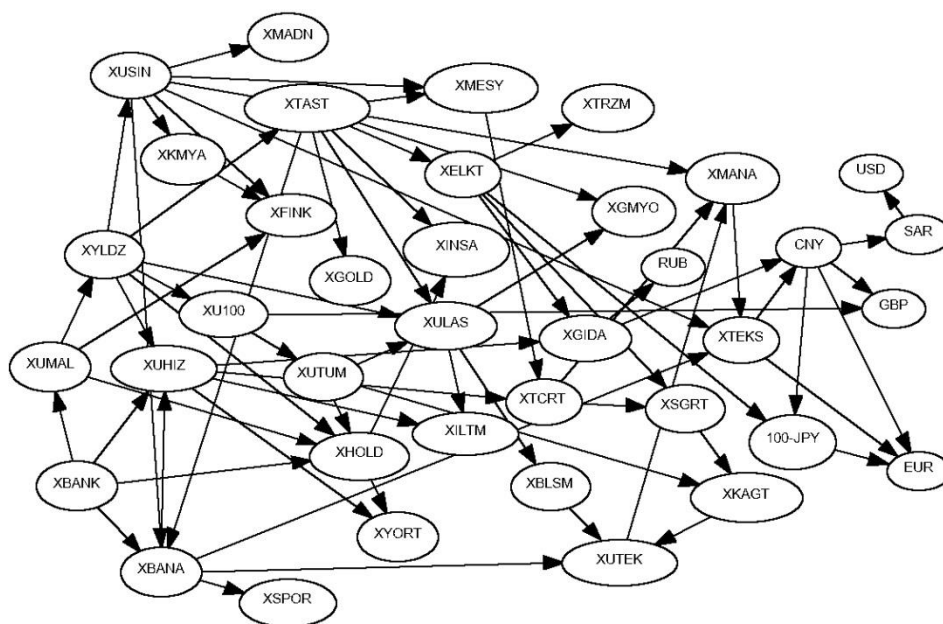 XMADN
XUSIN
XMESY
XTAST
XTRZM
XKMYA
XELKT
XMANA
USD
XFINK
XGMYO
SAR
XYLDZ
XINSA
CNY
XGOLD
RUB
XU100
GBP
XULAS
XGIDA
XTEKS
XUMAL
XUHIZ
XUTUM
XTCRT
XSGRT
XILTM
100-JPY
XHOLD
EUR
XBANK
XBLSM
XKAGT
XYORT
XBANA
XUTEK
XSPOR